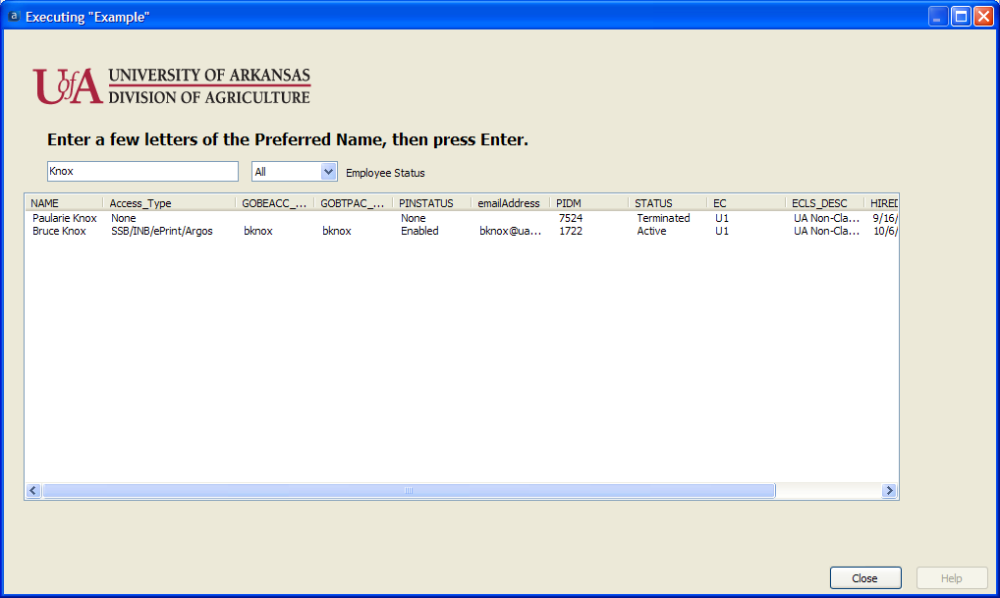 a Executing "Example"
UofA UNIVERSITY OF ARKANSAS
DIVISION OF AGRICULTURE
Enter a few letters of the Preferred Name, then press Enter.
Knox All Employee Status
NAME Access_Type GOBEACC_... GOBTPAC_... PINSTATUS emailAddress PIDM STATUS EC ECLS_DESC HIRED
Paularie Knox None None 7524 Terminated U1 UA Non-Cla... 9/16/
Bruce Knox SSB/INB/ePrint/Argos bknox bknox Enabled bknox@ua... 1722 Active U1 UA Non-Cla... 10/6/
Close Help